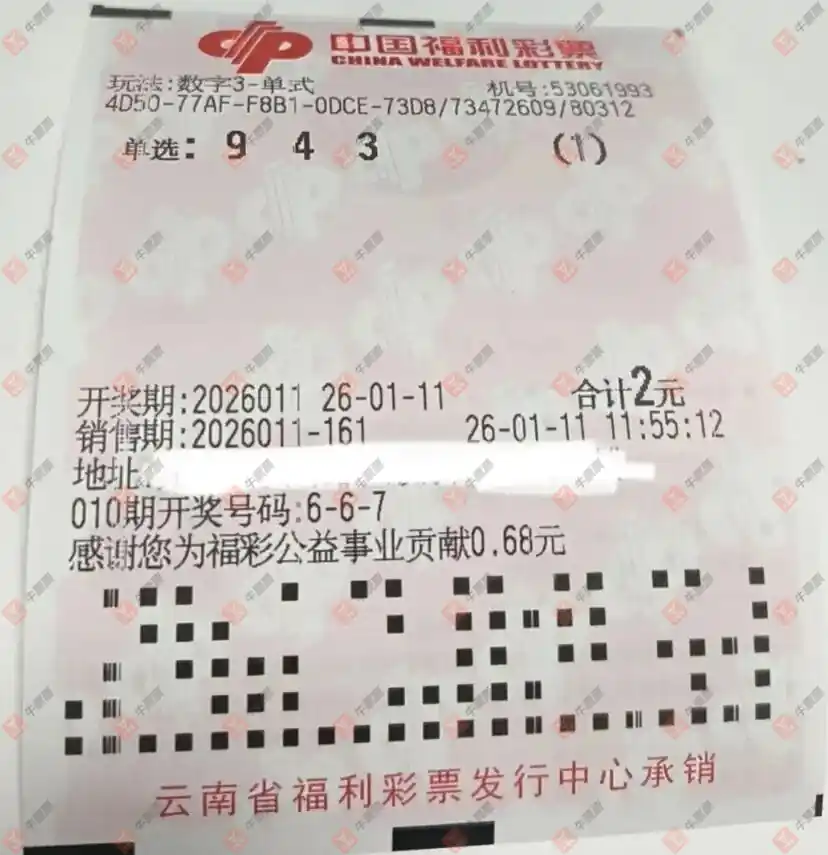 中国福利彩票
CHINA WELFARE LOTTERY
玩法:数字3-单式 机号:53061993
4D50-77AF-F8B1-0DCE-73D8/73472609/80312
单选: 9 4 3 (1)
开奖期:2026011 26-01-11 合计2元
销售期:2026011-161 26-01-11 11:55:12
地址
010期开奖号码:6-6-7
感谢您为福彩公益事业贡献0.68元
云南省福利彩票发行中心承销
牛票票